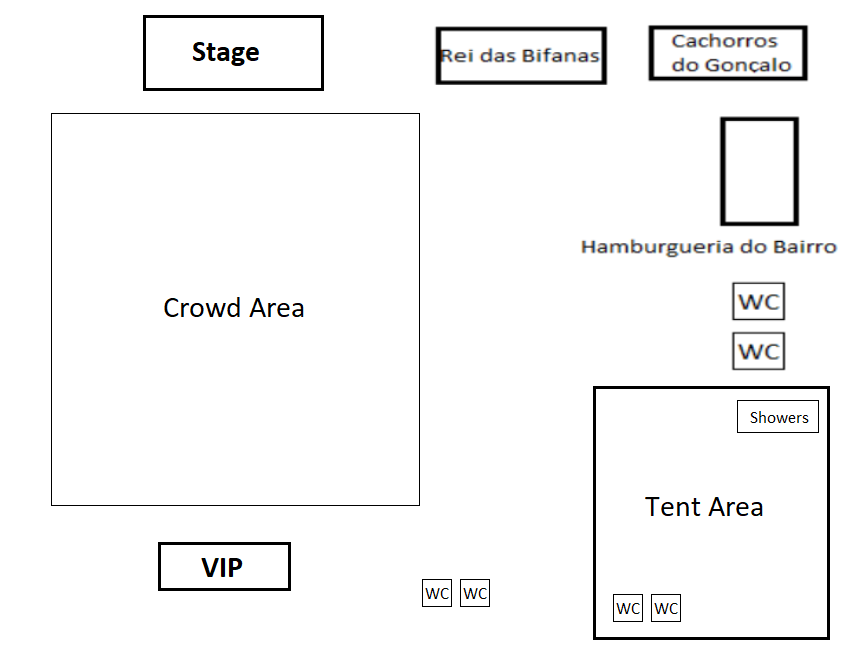 Stage
Rei das Bifanas
Cachorros
do Gonçalo
Hamburgueria do Bairro
Crowd Area
WC
WC
Showers
Tent Area
VIP
WC WC
WC WC